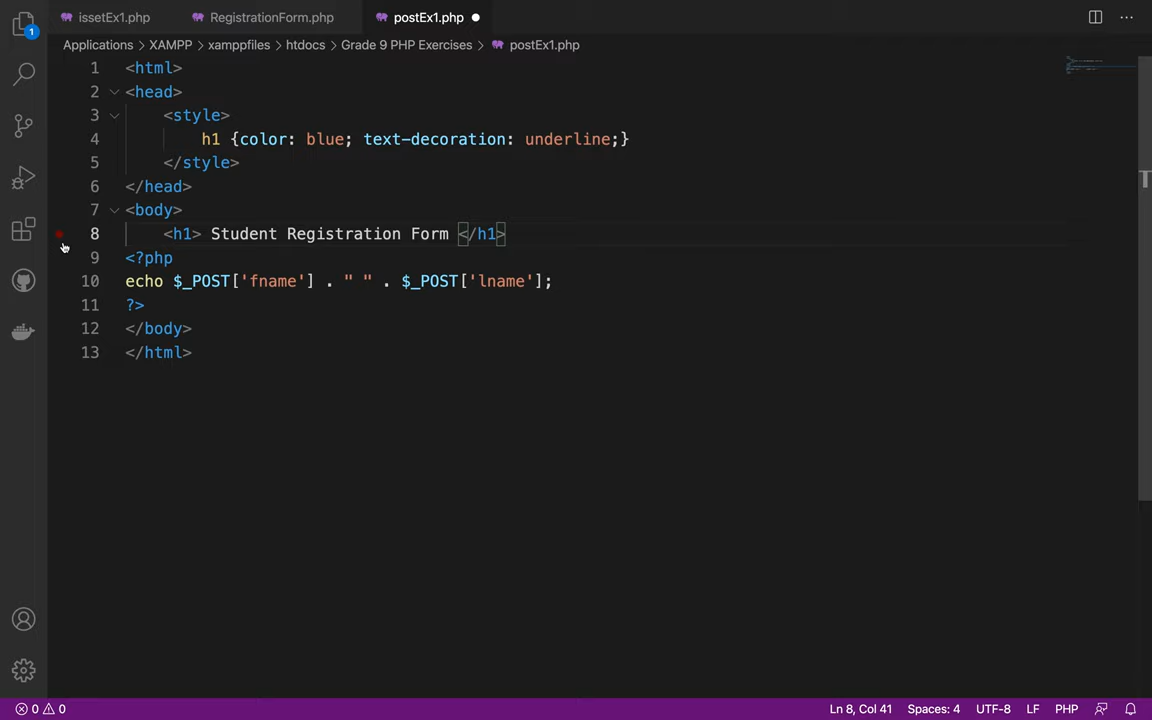 issetEx1.php RegistrationForm.php postEx1.php
Applications > XAMPP > xamppfiles > htdocs > Grade 9 PHP Exercises > postEx1.php
1 <html>
2 <head>
3 <style>
4 h1 {color: blue; text-decoration: underline;}
5 </style>
6 </head>
7 <body>
8 <h1> Student Registration Form </h1>
9 <?php
10 echo $_POST['fname'] . " " . $_POST['lname'];
11 ?>
12 </body>
13 </html>
1
0 0 Ln 8, Col 41 Spaces: 4 UTF-8 LF PHP